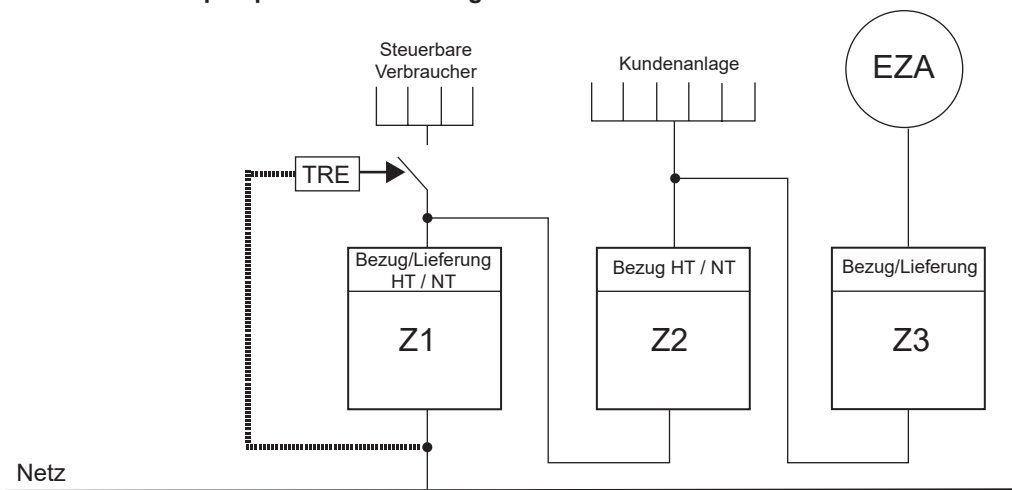 Steuerbare
Verbraucher
Kundenanlage
EZA
TRE
Bezug/Lieferung
HT / NT
Bezug HT / NT
Bezug/Lieferung
Z1
Z2
Z3
Netz